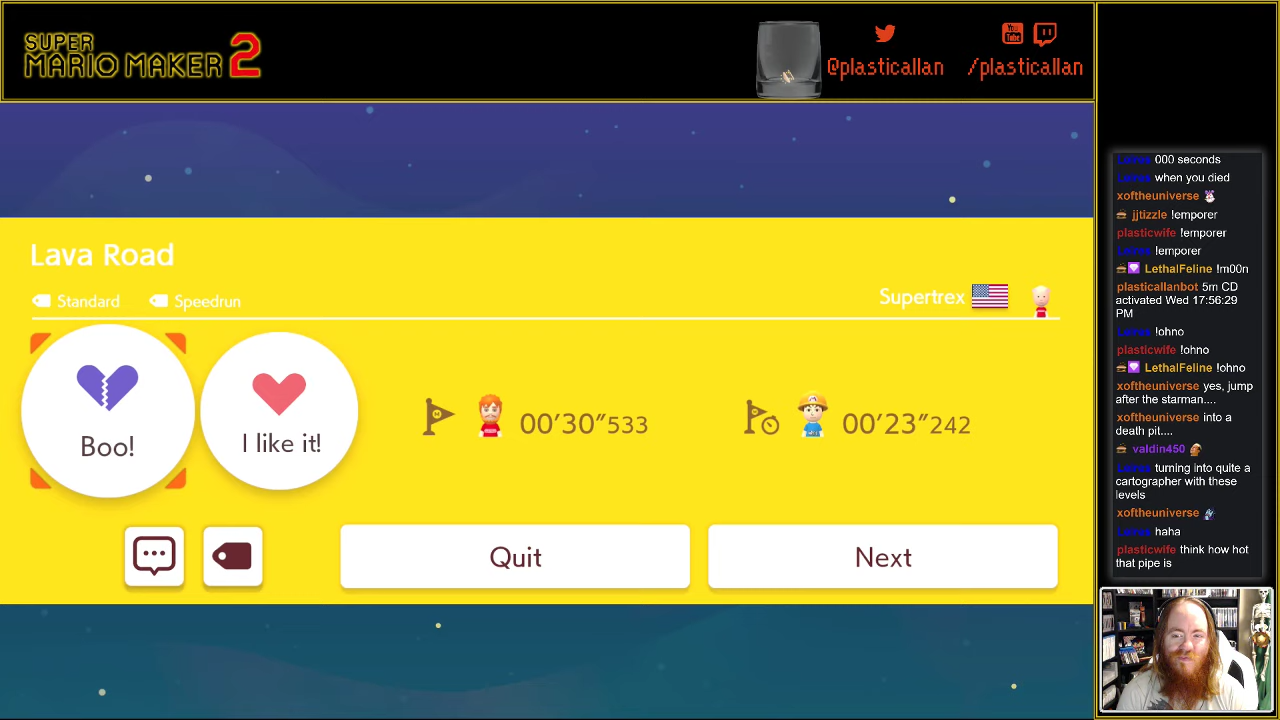 SUPER
MARIO MAKER 2
@plasticallan
You Tube
/plasticallan
Lava Road
Standard
Speedrun
Supertrex
Boo!
I like it!
M
00'30"533
00'23"242
Quit
Next
000 seconds
when you died
xoftheuniverse
jjtizzle !emporer
plasticwife !emporer
!emporer
LethalFeline !m00n
plasticallanbot 5m CD
activated Wed 17:56:29
PM
!ohno
plasticwife !ohno
LethalFeline !ohno
xoftheuniverse yes, jump
after the starman....
xoftheuniverse into a
death pit....
valdin450
turning into quite a
cartographer with these
levels
xoftheuniverse
haha
plasticwife think how hot
that pipe is